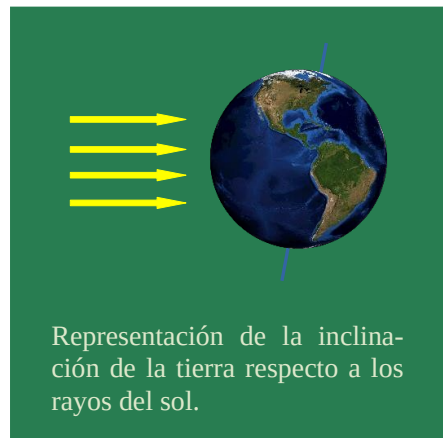 Representación de la inclina-
ción de la tierra respecto a los
rayos del sol.